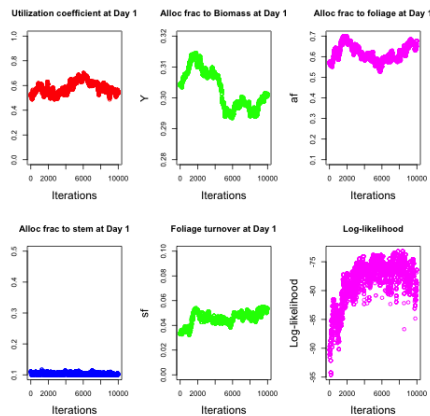 Utilization coefficient at Day 1
1.0
0.8
0.6
0.4
0.2
0.0
0 2000 6000 10000
Iterations
Alloc frac to Biomass at Day 1
Y
0.32
0.31
0.30
0.29
0.28
0 2000 6000 10000
Iterations
Alloc frac to foliage at Day 1
af
0.7
0.6
0.5
0.4
0.3
0.2
0.1
0 2000 6000 10000
Iterations
Alloc frac to stem at Day 1
0.5
0.4
0.3
0.2
0.1
0 2000 6000 10000
Iterations
Foliage turnover at Day 1
sf
0.10
0.08
0.06
0.04
0.02
0.00
0 2000 6000 10000
Iterations
Log-likelihood
Log-likelihood
-75
-80
-85
-90
-95
0 2000 6000 10000
Iterations